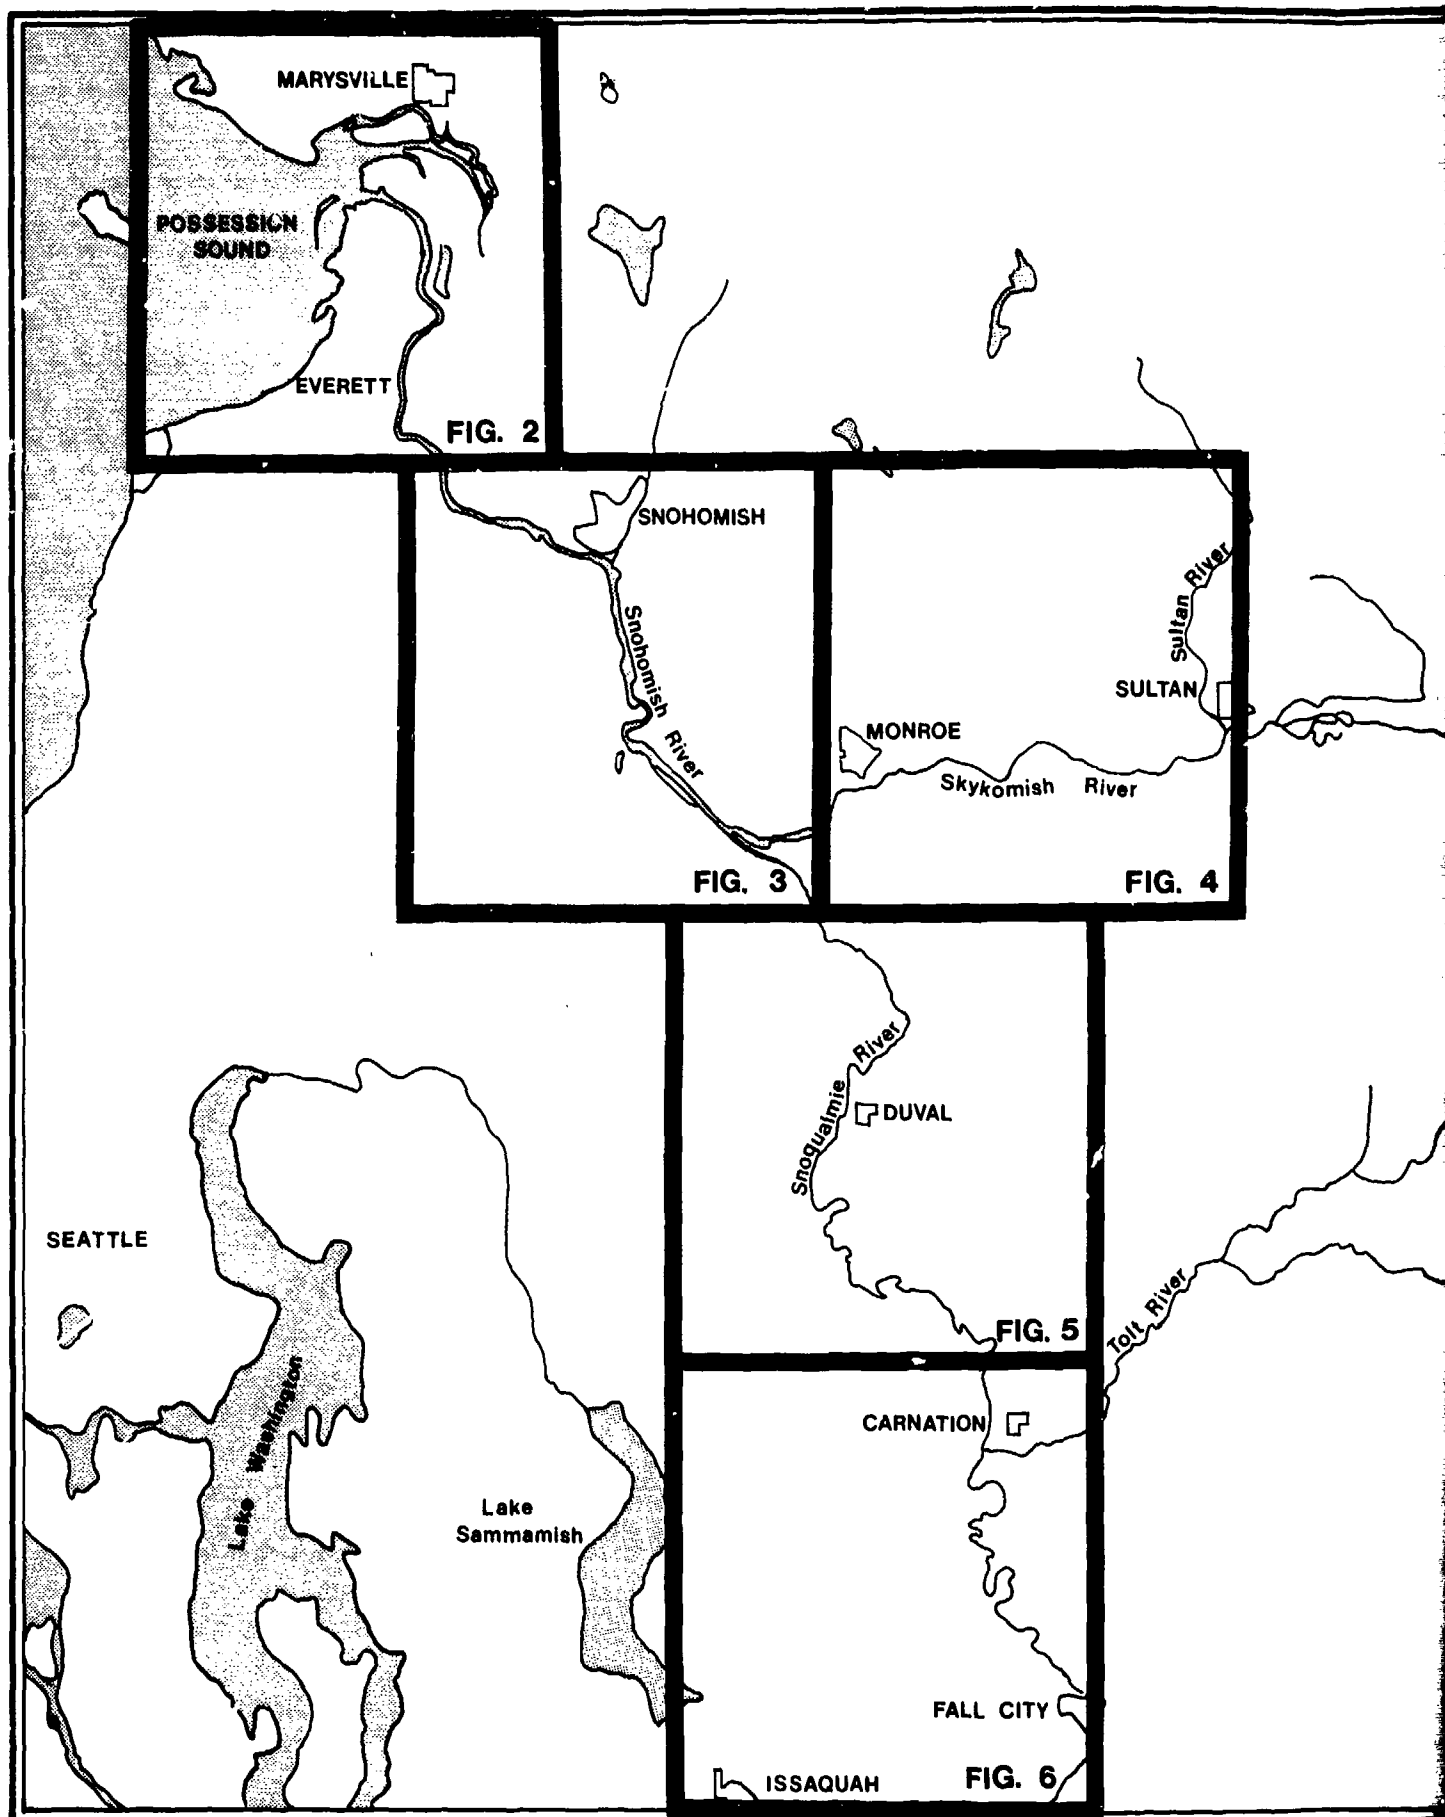 MARYSVILLE
POSSESSION
SOUND
EVERETT
FIG. 2
SNOHOMISH
Snohomish River
FIG. 3
Sultan River
SULTAN
MONROE
Skykomish River
FIG. 4
Snoqualmie River
DUVAL
FIG. 5
SEATTLE
Tolt River
Lake Washington
CARNATION
Lake
Sammamish
FALL CITY
ISSAQUAH
FIG. 6